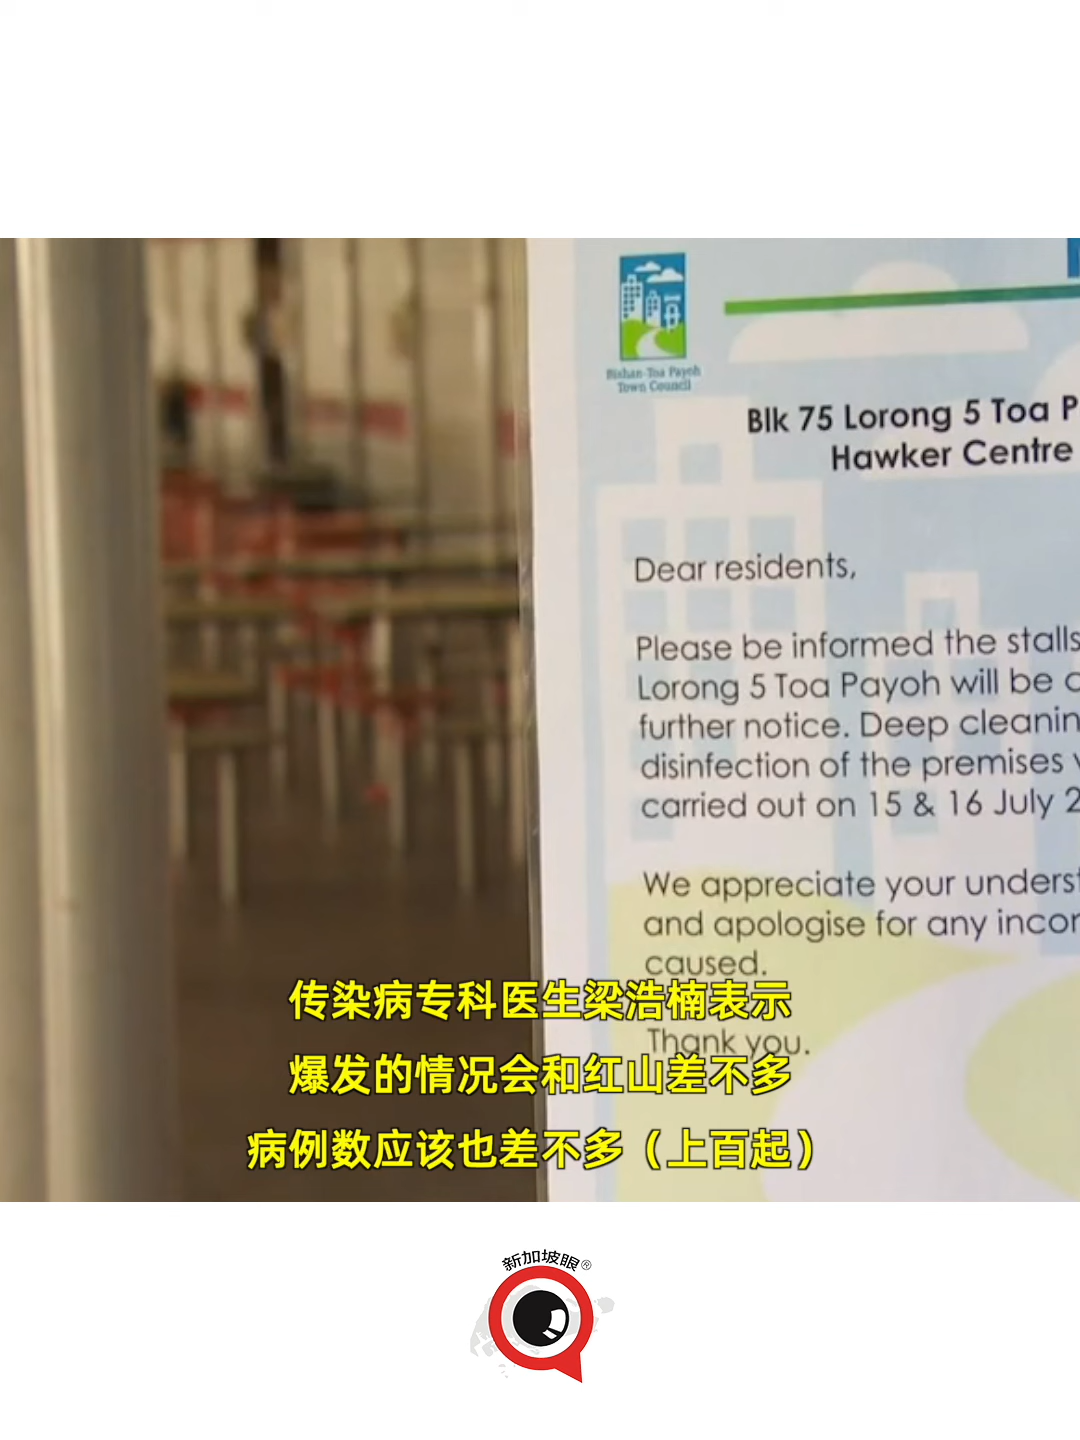 Bishan-Toa Payoh
Town Council
Blk 75 Lorong 5 Toa P
Hawker Centre
Dear residents,
Please be informed the stalls
Lorong 5 Toa Payoh will be c
further notice. Deep cleanin
disinfection of the premises
carried out on 15 & 16 July 2
We appreciate your underst
and apologise for any incon
caused.
Thank you.
传染病专科医生梁浩楠表示
爆发的情况会和红山差不多
病例数应该也差不多（上百起）
新加坡眼®